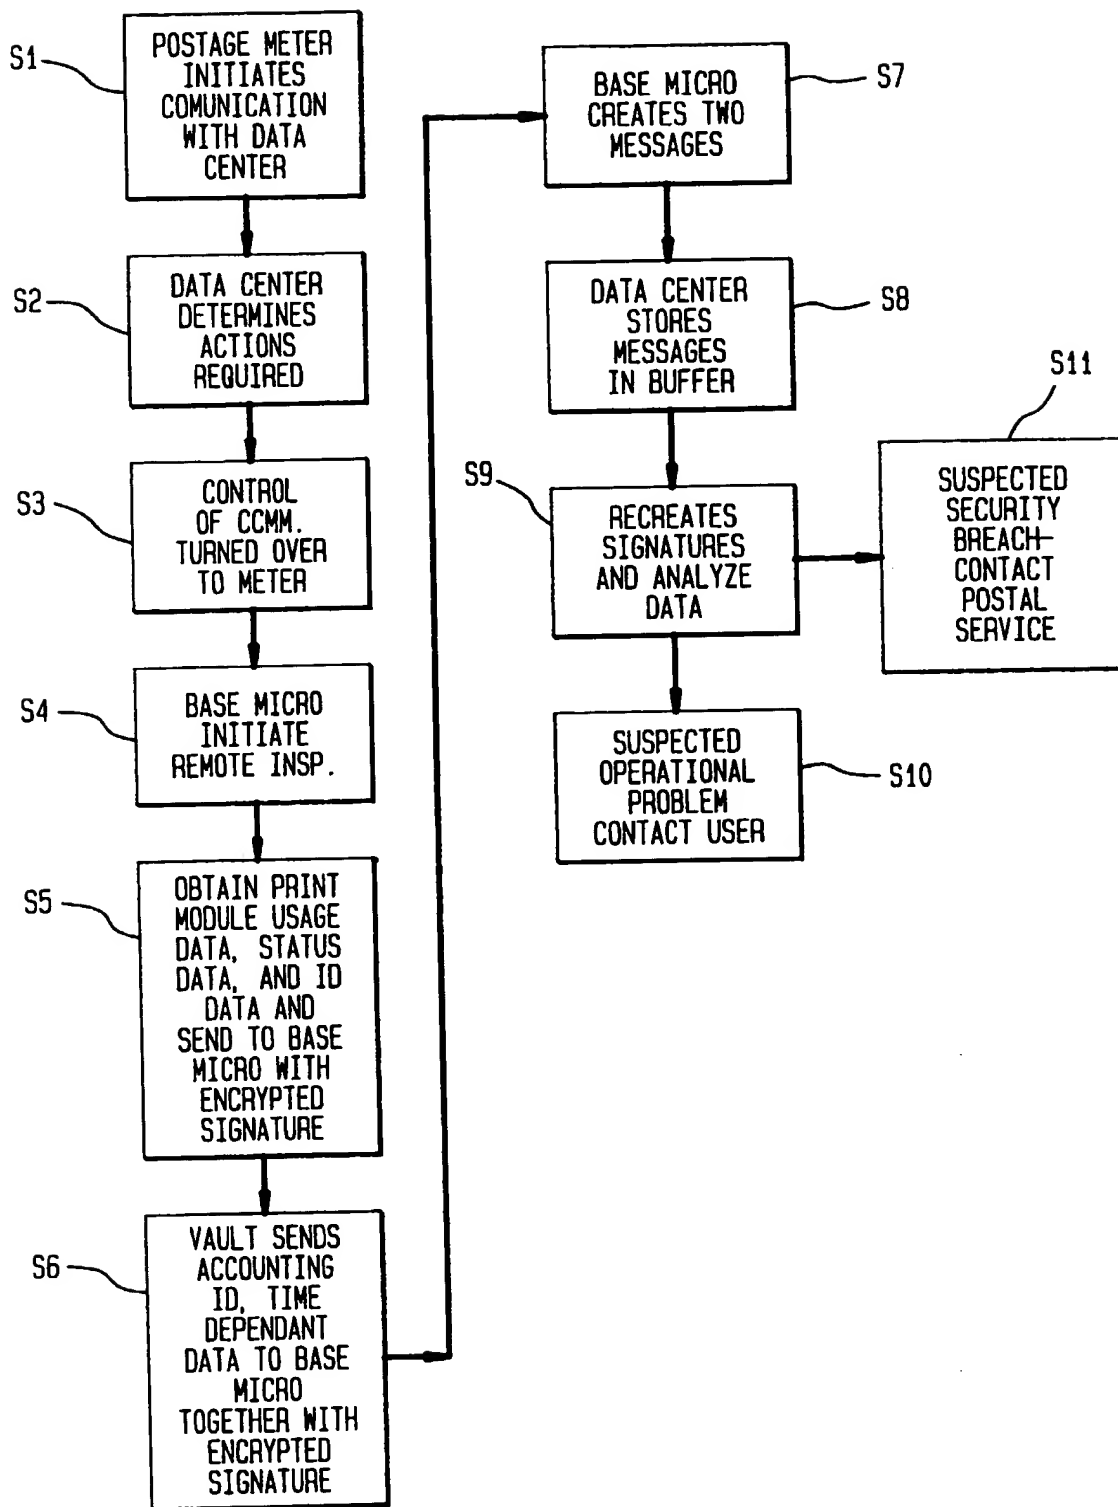 S1
POSTAGE METER
INITIATES
COMUNICATION
WITH DATA
CENTER
S2
DATA CENTER
DETERMINES
ACTIONS
REQUIRED
S3
CONTROL
OF CCMM.
TURNED OVER
TO METER
S4
BASE MICRO
INITIATE
REMOTE INSP.
S5
OBTAIN PRINT
MODULE USAGE
DATA, STATUS
DATA, AND ID
DATA AND
SEND TO BASE
MICRO WITH
ENCRYPTED
SIGNATURE
S6
VAULT SENDS
ACCOUNTING
ID, TIME
DEPENDANT
DATA TO BASE
MICRO
TOGETHER WITH
ENCRYPTED
SIGNATURE
S7
BASE MICRO
CREATES TWO
MESSAGES
S8
DATA CENTER
STORES
MESSAGES
IN BUFFER
S9
RECREATES
SIGNATURES
AND ANALYZE
DATA
S10
SUSPECTED
OPERATIONAL
PROBLEM
CONTACT USER
S11
SUSPECTED
SECURITY
BREACH–
CONTACT
POSTAL
SERVICE